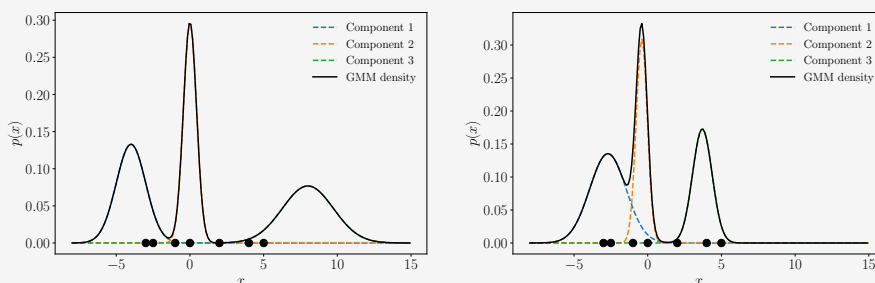 0.30
0.25
0.20
0.15
0.10
0.05
0.00
p(x)
−5
0
5
10
15
Component 1
Component 2
Component 3
GMM density
0.30
0.25
0.20
0.15
0.10
0.05
0.00
p(x)
−5
0
5
10
15
Component 1
Component 2
Component 3
GMM density